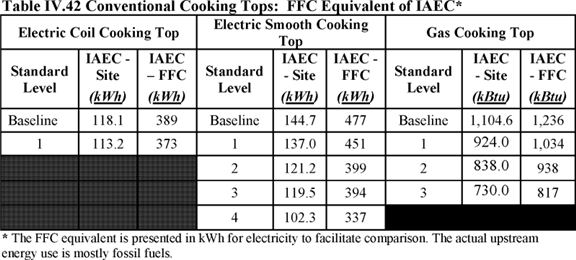 Table IV.42 Conventional Cooking Tops: FFC Equivalent of IAEC*
Electric Coil Cooking Top | Electric Smooth Cooking Top | Gas Cooking Top
Standard Level | IAEC - Site (kWh) | IAEC – FFC (kWh) | Standard Level | IAEC - Site (kWh) | IAEC - FFC (kWh) | Standard Level | IAEC - Site (kBtu) | IAEC - FFC (kBtu)
Baseline | 118.1 | 389 | Baseline | 144.7 | 477 | Baseline | 1,104.6 | 1,236
1 | 113.2 | 373 | 1 | 137.0 | 451 | 1 | 924.0 | 1,034
2 | 121.2 | 399 | 2 | 838.0 | 938
3 | 119.5 | 394 | 3 | 730.0 | 817
4 | 102.3 | 337
* The FFC equivalent is presented in kWh for electricity to facilitate comparison. The actual upstream
energy use is mostly fossil fuels.